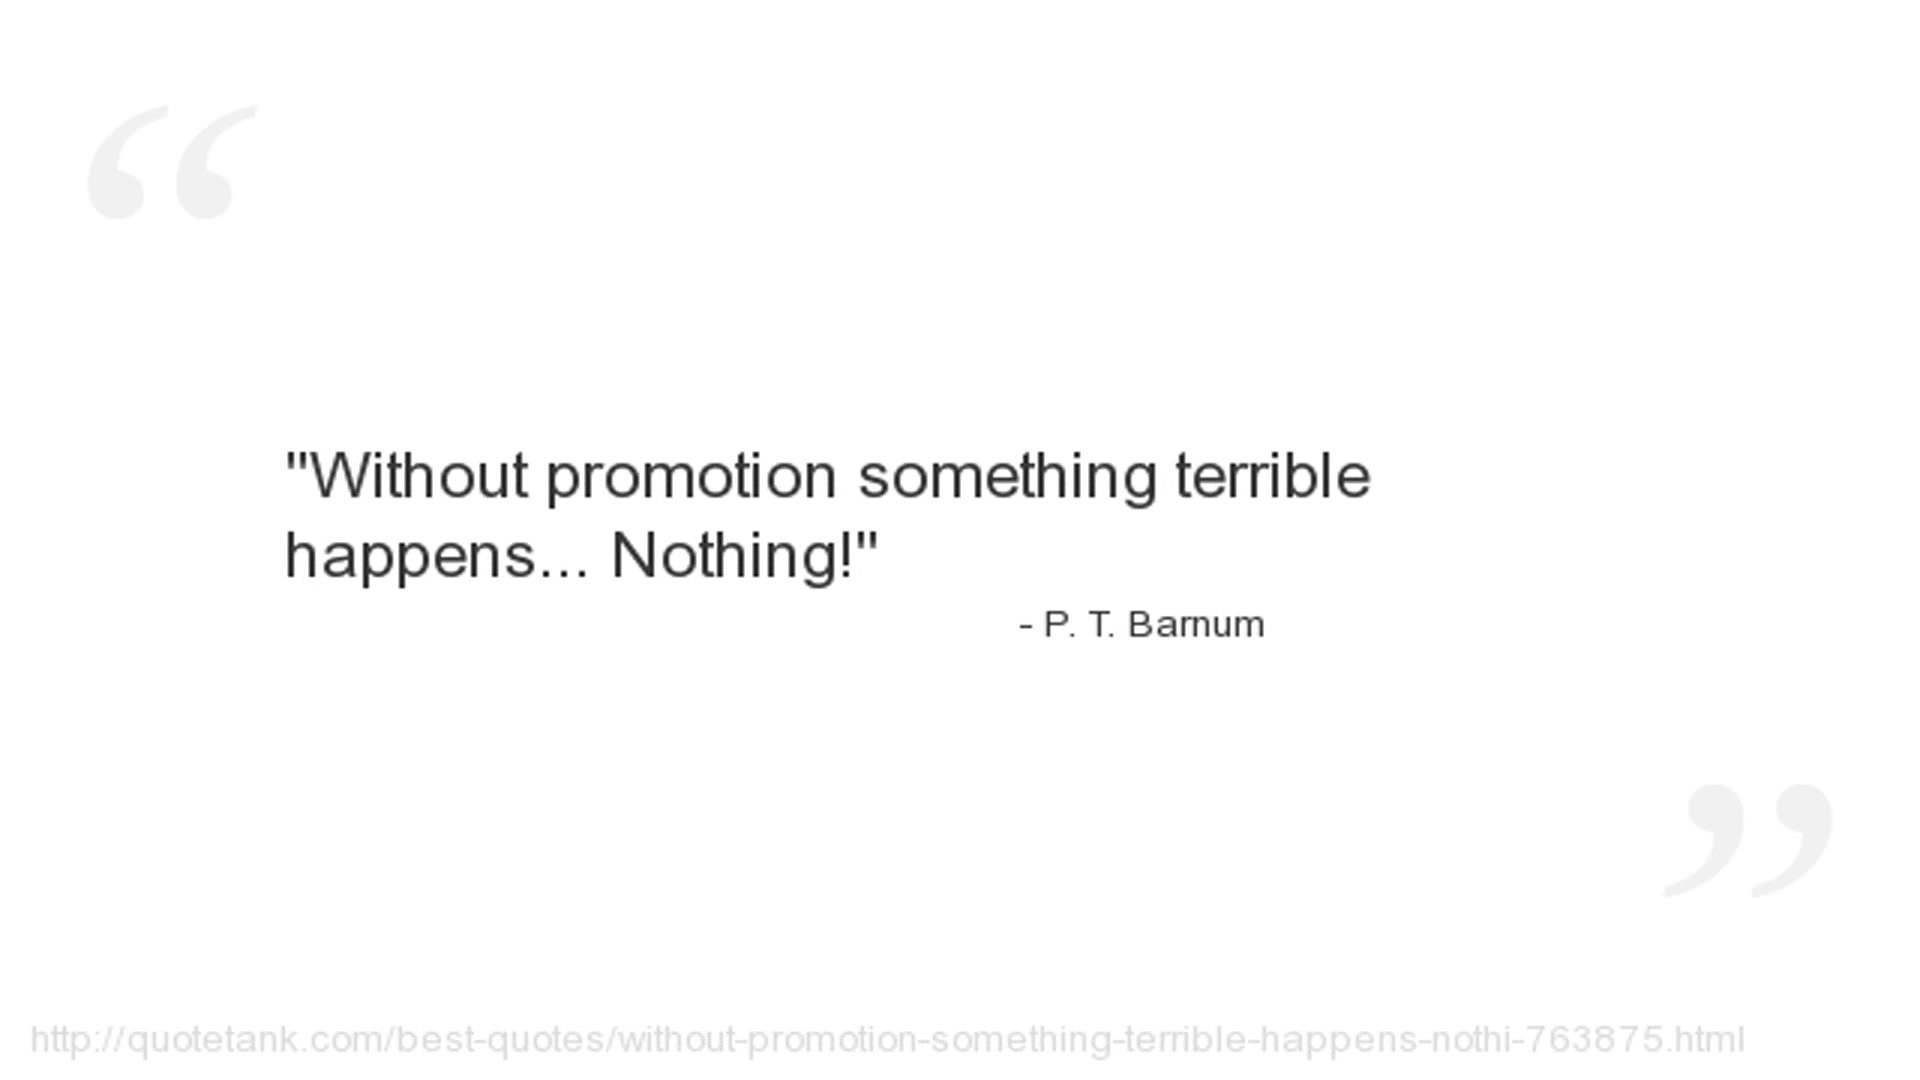 "Without promotion something terrible
happens... Nothing!"
- P. T. Barnum
http://quotetank.com/best-quotes/without-promotion-something-terrible-happens-nothi-763875.html